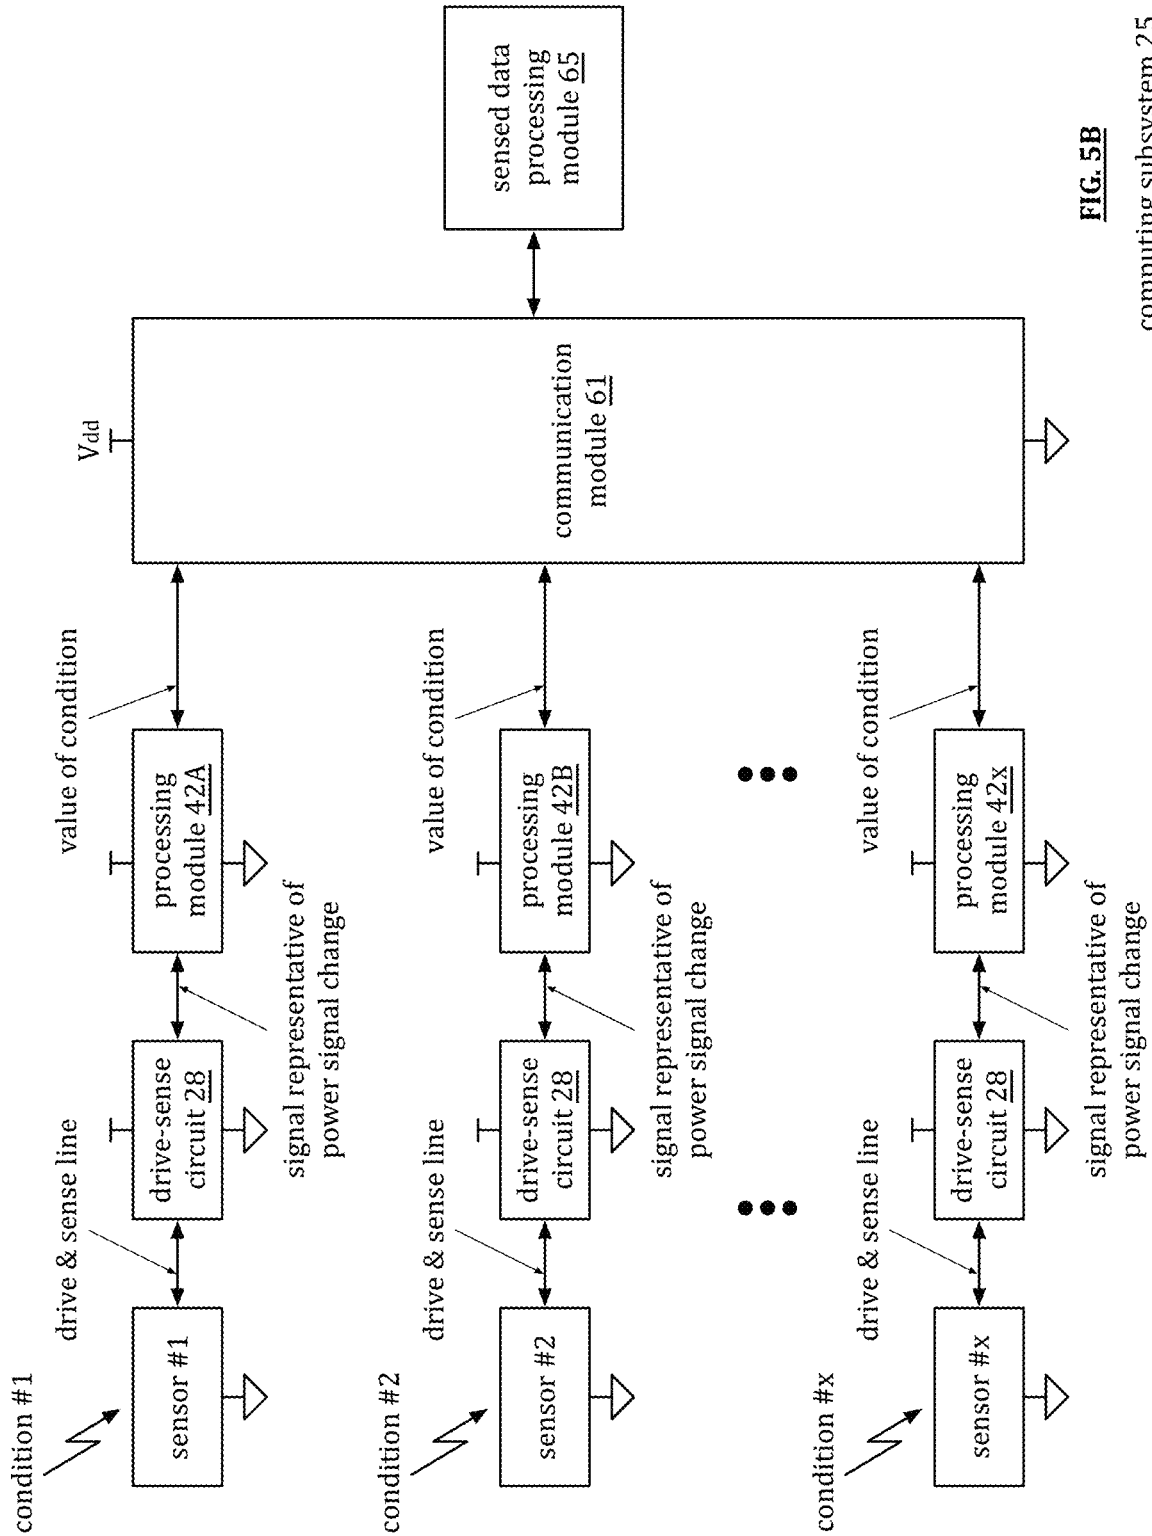 condition #1
drive & sense line
value of condition
Vdd
sensor #1
drive-sense
circuit 28
processing
module 42A
signal representative of
power signal change
condition #2
drive & sense line
value of condition
sensor #2
drive-sense
circuit 28
processing
module 42B
signal representative of
power signal change
communication
module 61
sensed data
processing
module 65
condition #x
drive & sense line
value of condition
sensor #x
drive-sense
circuit 28
processing
module 42x
signal representative of
power signal change
FIG. 5B
computing subsystem 25